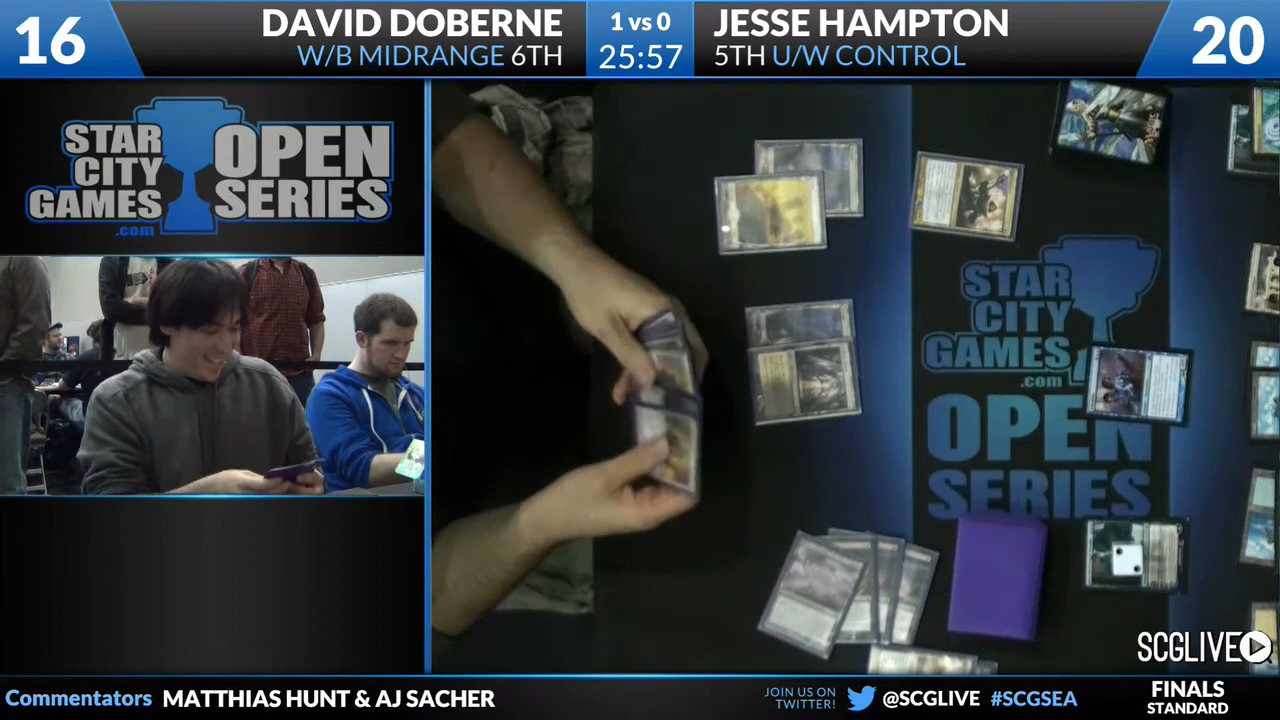 16
DAVID DOBERNE
W/B MIDRANGE 6TH
1 vs 0
25:57
JESSE HAMPTON
5TH U/W CONTROL
20
STAR CITY GAMES .com OPEN SERIES
STAR
CITY
GAMES
.com
OPEN
SERIES
SCGLIVE
Commentators MATTHIAS HUNT & AJ SACHER
JOIN US ON TWITTER!
@SCGLIVE #SCGSEA
FINALS
STANDARD